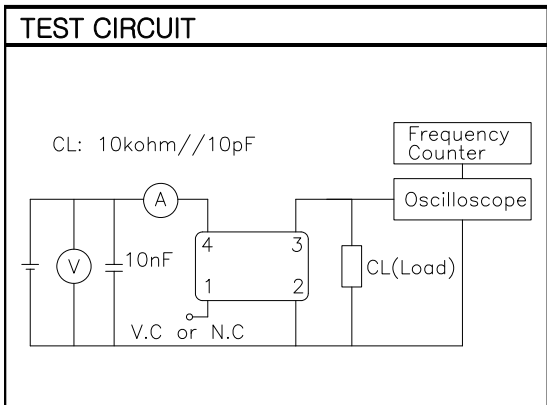 TEST CIRCUIT
CL: 10kohm//10pF
Frequency
Counter
Oscilloscope
A
V
10nF
4
3
1
2
CL(Load)
V.C or N.C